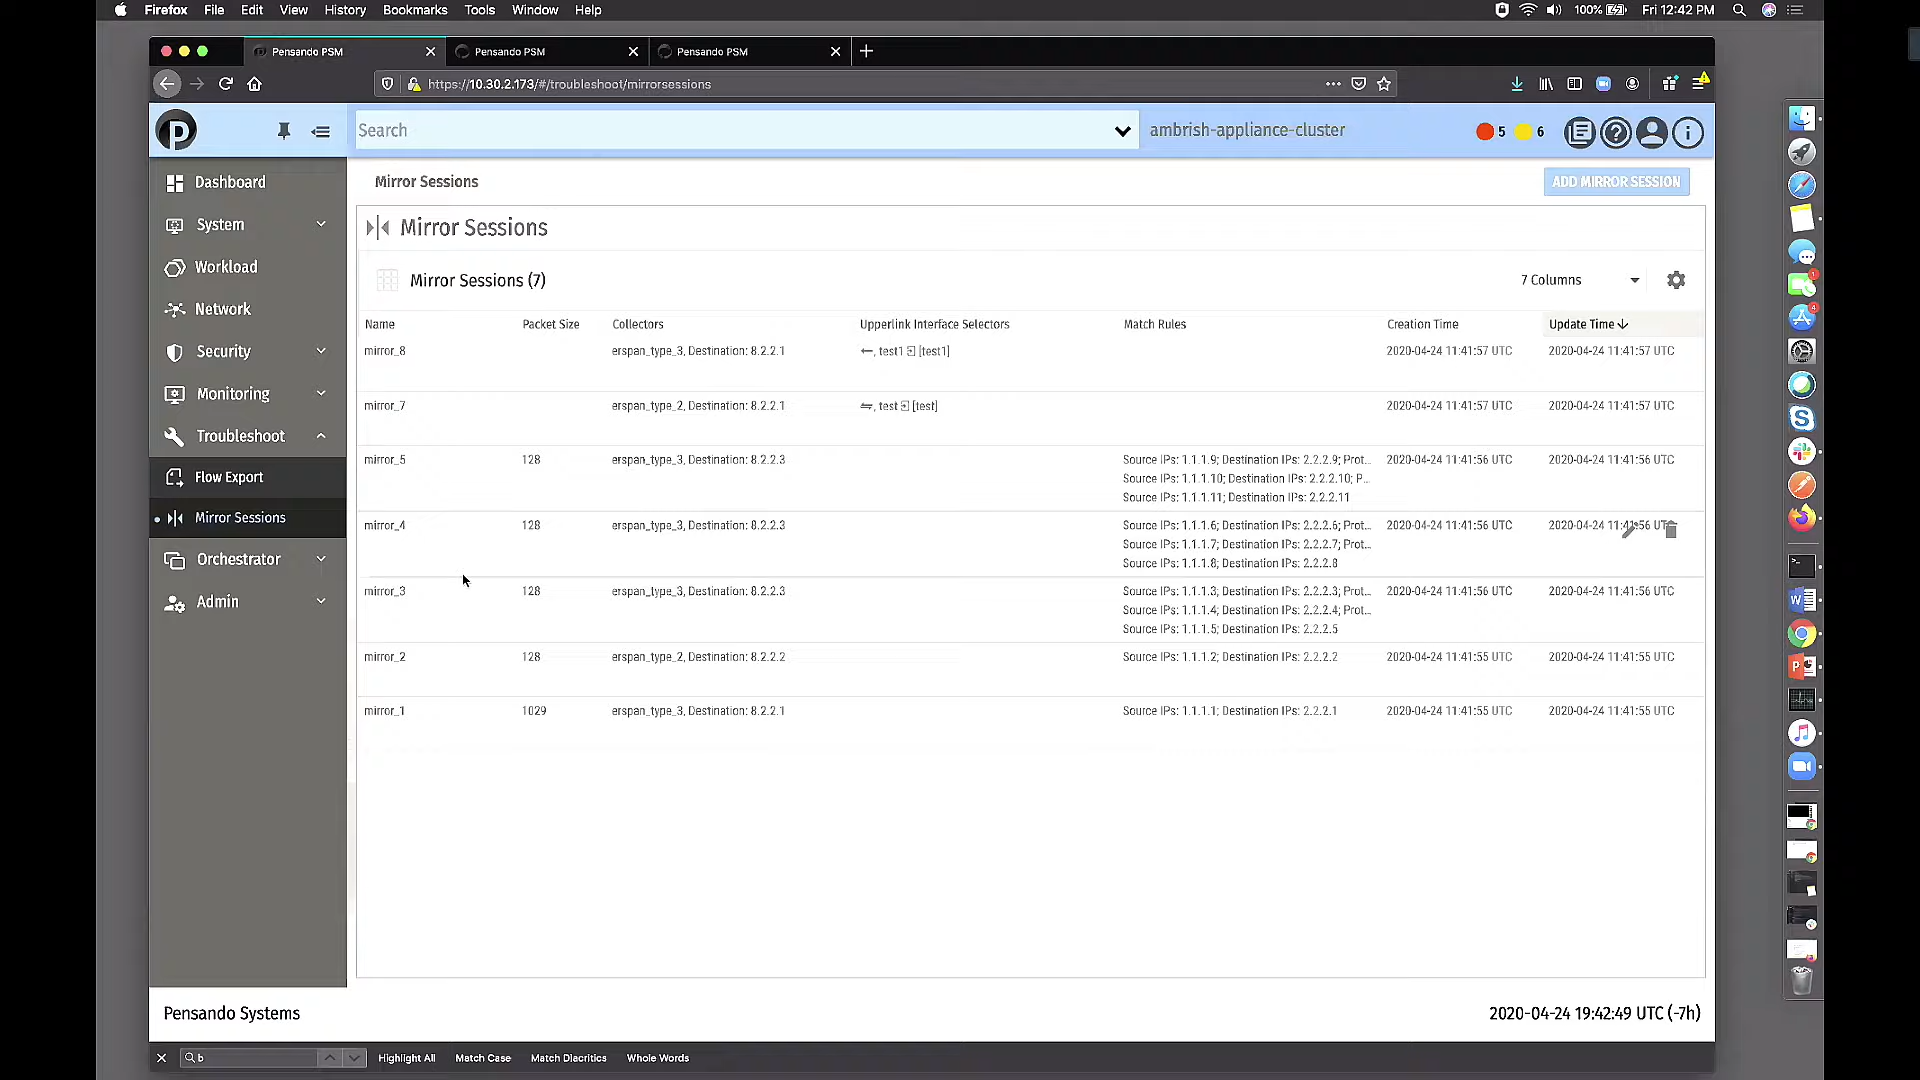 Firefox File Edit View History Bookmarks Tools Window Help 100% Fri 12:42 PM
Pensando PSM Pensando PSM Pensando PSM
https://10.30.2.173/#/troubleshoot/mirrorsessions
Search ambrish-appliance-cluster 5 6
Dashboard
System
Workload
Network
Security
Monitoring
Troubleshoot
Flow Export
Mirror Sessions
Orchestrator
Admin
Mirror Sessions ADD MIRROR SESSION
Mirror Sessions
Mirror Sessions (7) 7 Columns
Name Packet Size Collectors Upperlink Interface Selectors Match Rules Creation Time Update Time
mirror_8 erspan_type_3, Destination: 8.2.2.1 , test1 [test1] 2020-04-24 11:41:57 UTC 2020-04-24 11:41:57 UTC
mirror_7 erspan_type_2, Destination: 8.2.2.1 , test [test] 2020-04-24 11:41:57 UTC 2020-04-24 11:41:57 UTC
mirror_5 128 erspan_type_3, Destination: 8.2.2.3 Source IPs: 1.1.1.9; Destination IPs: 2.2.2.9; Prot... 2020-04-24 11:41:56 UTC 2020-04-24 11:41:56 UTC
Source IPs: 1.1.1.10; Destination IPs: 2.2.2.10; P...
Source IPs: 1.1.1.11; Destination IPs: 2.2.2.11
mirror_4 128 erspan_type_3, Destination: 8.2.2.3 Source IPs: 1.1.1.6; Destination IPs: 2.2.2.6; Prot... 2020-04-24 11:41:56 UTC 2020-04-24 11:41:56 UTC
Source IPs: 1.1.1.7; Destination IPs: 2.2.2.7; Prot...
Source IPs: 1.1.1.8; Destination IPs: 2.2.2.8
mirror_3 128 erspan_type_3, Destination: 8.2.2.3 Source IPs: 1.1.1.3; Destination IPs: 2.2.2.3; Prot... 2020-04-24 11:41:56 UTC 2020-04-24 11:41:56 UTC
Source IPs: 1.1.1.4; Destination IPs: 2.2.2.4; Prot...
Source IPs: 1.1.1.5; Destination IPs: 2.2.2.5
mirror_2 128 erspan_type_2, Destination: 8.2.2.2 Source IPs: 1.1.1.2; Destination IPs: 2.2.2.2 2020-04-24 11:41:55 UTC 2020-04-24 11:41:55 UTC
mirror_1 1029 erspan_type_3, Destination: 8.2.2.1 Source IPs: 1.1.1.1; Destination IPs: 2.2.2.1 2020-04-24 11:41:55 UTC 2020-04-24 11:41:55 UTC
Pensando Systems 2020-04-24 19:42:49 UTC (-7h)
b Highlight All Match Case Match Diacritics Whole Words